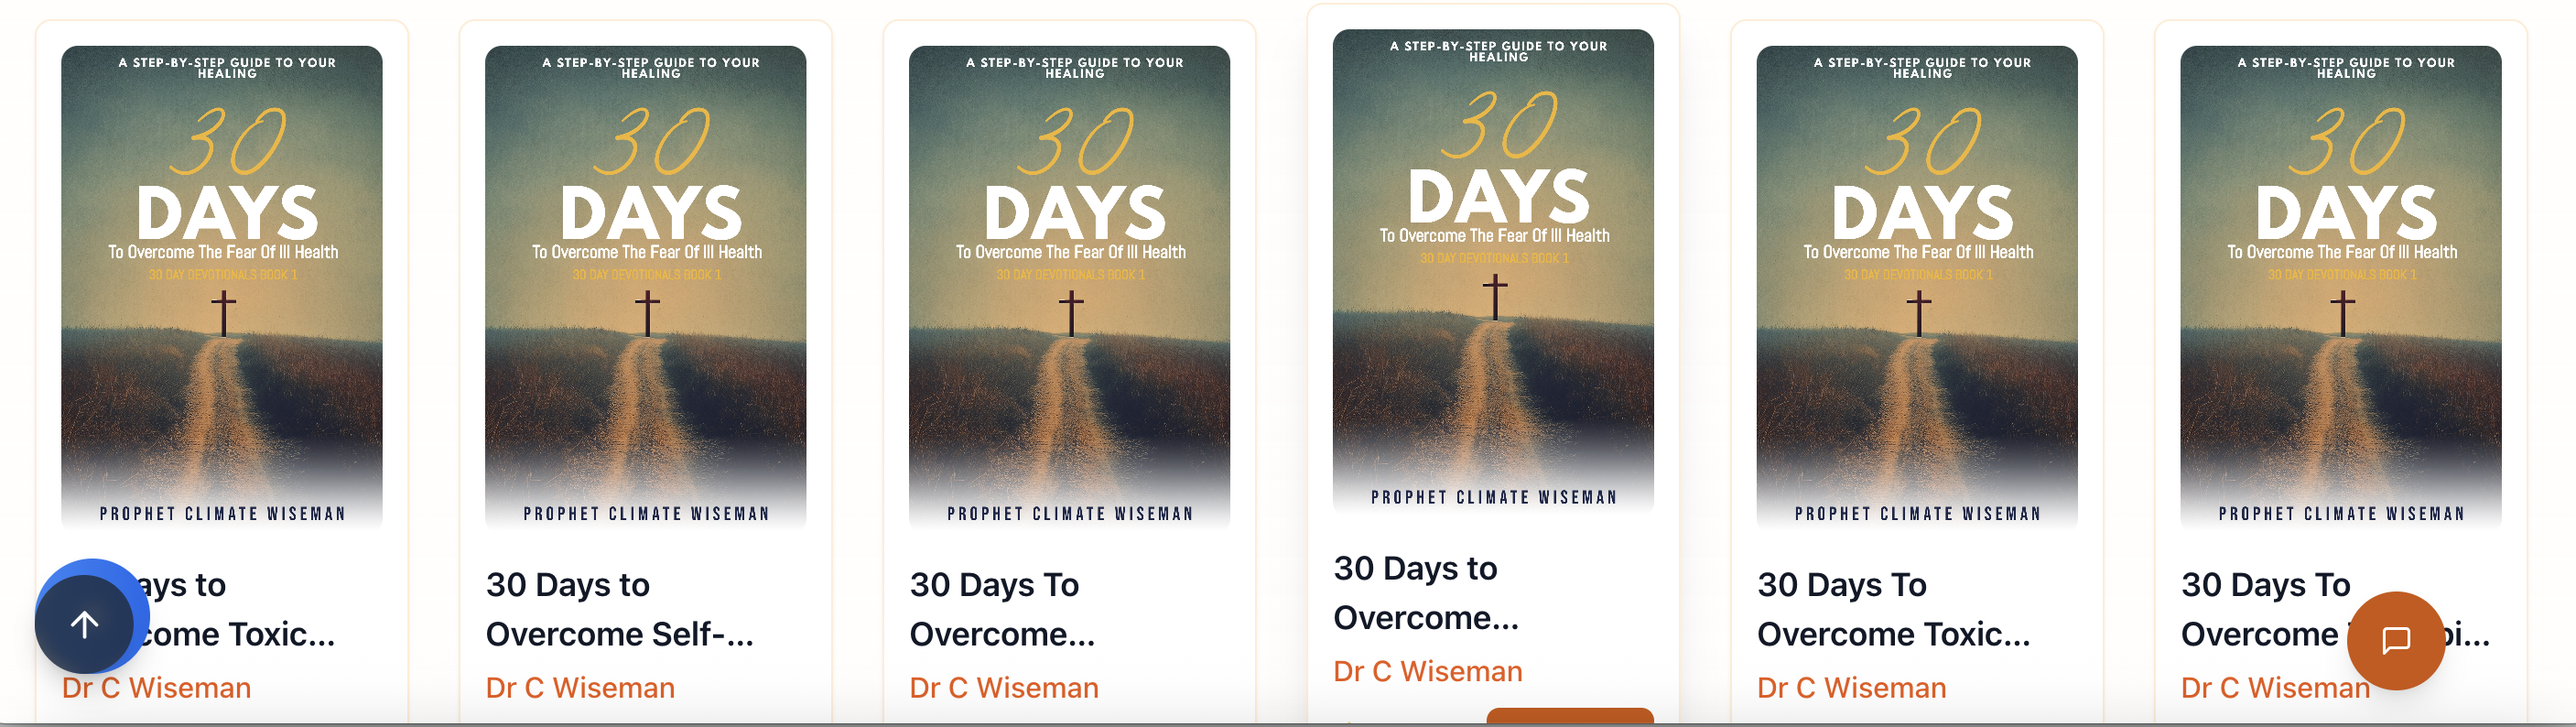 A STEP-BY-STEP GUIDE TO YOUR
HEALING
30
DAYS
To Overcome The Fear Of Ill Health
30 DAY DEVOTIONALS BOOK 1
PROPHET CLIMATE WISEMAN
ays to
come Toxic...
Dr C Wiseman
A STEP-BY-STEP GUIDE TO YOUR
HEALING
30
DAYS
To Overcome The Fear Of Ill Health
30 DAY DEVOTIONALS BOOK 1
PROPHET CLIMATE WISEMAN
30 Days to
Overcome Self-...
Dr C Wiseman
A STEP-BY-STEP GUIDE TO YOUR
HEALING
30
DAYS
To Overcome The Fear Of Ill Health
30 DAY DEVOTIONALS BOOK 1
PROPHET CLIMATE WISEMAN
30 Days To
Overcome...
Dr C Wiseman
A STEP-BY-STEP GUIDE TO YOUR
HEALING
30
DAYS
To Overcome The Fear Of Ill Health
30 DAY DEVOTIONALS BOOK 1
PROPHET CLIMATE WISEMAN
30 Days to
Overcome...
Dr C Wiseman
A STEP-BY-STEP GUIDE TO YOUR
HEALING
30
DAYS
To Overcome The Fear Of Ill Health
30 DAY DEVOTIONALS BOOK 1
PROPHET CLIMATE WISEMAN
30 Days To
Overcome Toxic...
Dr C Wiseman
A STEP-BY-STEP GUIDE TO YOUR
HEALING
30
DAYS
To Overcome The Fear Of Ill Health
30 DAY DEVOTIONALS BOOK 1
PROPHET CLIMATE WISEMAN
30 Days To
Overcome
Dr C Wiseman